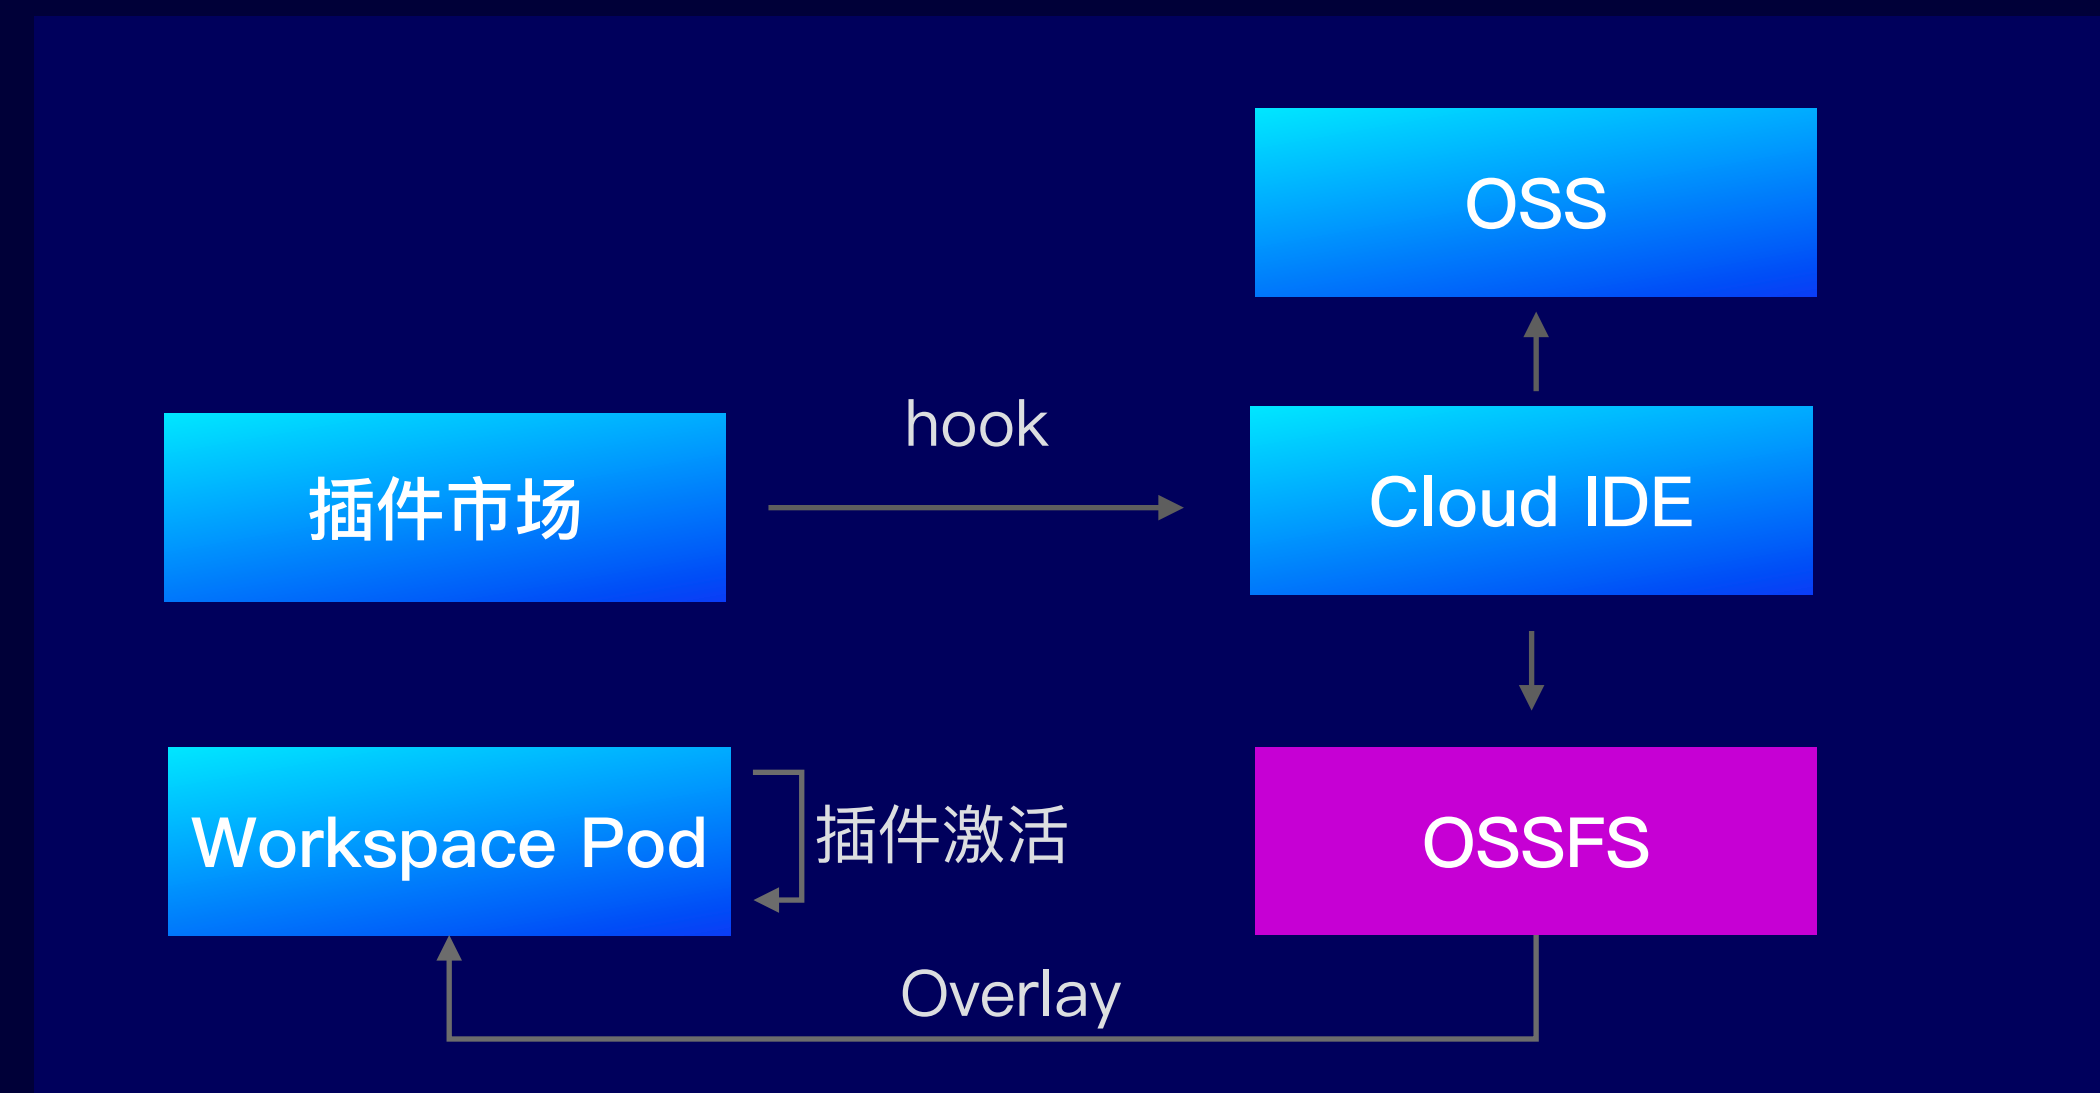 OSS
hook
插件市场
Cloud IDE
Workspace Pod
插件激活
OSSFS
Overlay